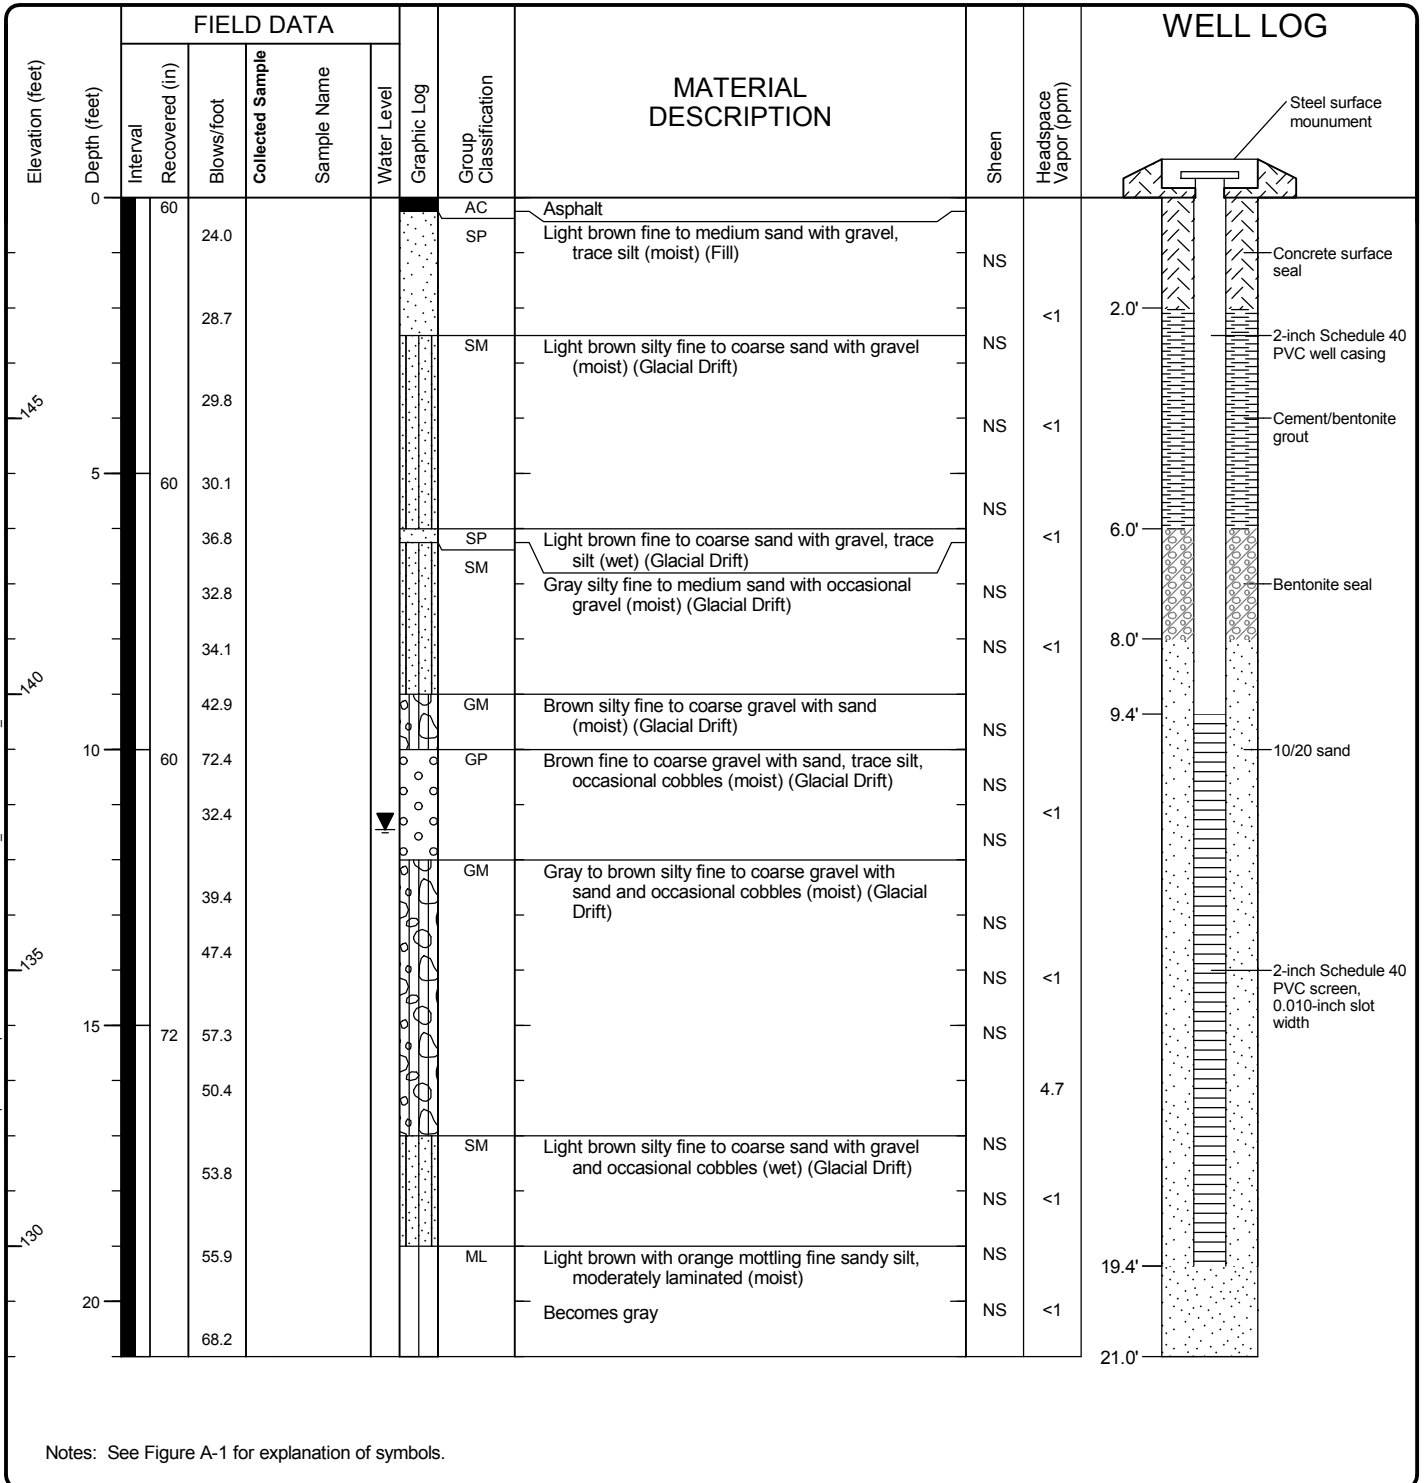 FIELD DATA
WELL LOG
Elevation (feet)
Depth (feet)
Interval
Recovered (in)
Blows/foot
Collected Sample
Sample Name
Water Level
Graphic Log
Group
Classification
MATERIAL
DESCRIPTION
Sheen
Headspace
Vapor (ppm)
Steel surface
mounument
0
60
AC
Asphalt
24.0
SP
Light brown fine to medium sand with gravel,
trace silt (moist) (Fill)
NS
Concrete surface
seal
28.7
<1
2.0'
SM
Light brown silty fine to coarse sand with gravel
(moist) (Glacial Drift)
NS
2-inch Schedule 40
PVC well casing
145
29.8
NS
<1
Cement/bentonite
grout
5
60
30.1
NS
36.8
SP
Light brown fine to coarse sand with gravel, trace
silt (wet) (Glacial Drift)
<1
6.0'
SM
Gray silty fine to medium sand with occasional
gravel (moist) (Glacial Drift)
32.8
NS
Bentonite seal
34.1
NS
<1
8.0'
140
42.9
GM
Brown silty fine to coarse gravel with sand
(moist) (Glacial Drift)
NS
9.4'
10
60
72.4
GP
Brown fine to coarse gravel with sand, trace silt,
occasional cobbles (moist) (Glacial Drift)
NS
10/20 sand
32.4
<1
NS
GM
Gray to brown silty fine to coarse gravel with
sand and occasional cobbles (moist) (Glacial
Drift)
39.4
NS
47.4
135
NS
<1
2-inch Schedule 40
PVC screen,
0.010-inch slot
width
15
72
57.3
NS
50.4
4.7
SM
Light brown silty fine to coarse sand with gravel
and occasional cobbles (wet) (Glacial Drift)
NS
53.8
NS
<1
130
55.9
ML
Light brown with orange mottling fine sandy silt,
moderately laminated (moist)
NS
19.4'
20
Becomes gray
NS
<1
68.2
21.0'
Notes: See Figure A-1 for explanation of symbols.